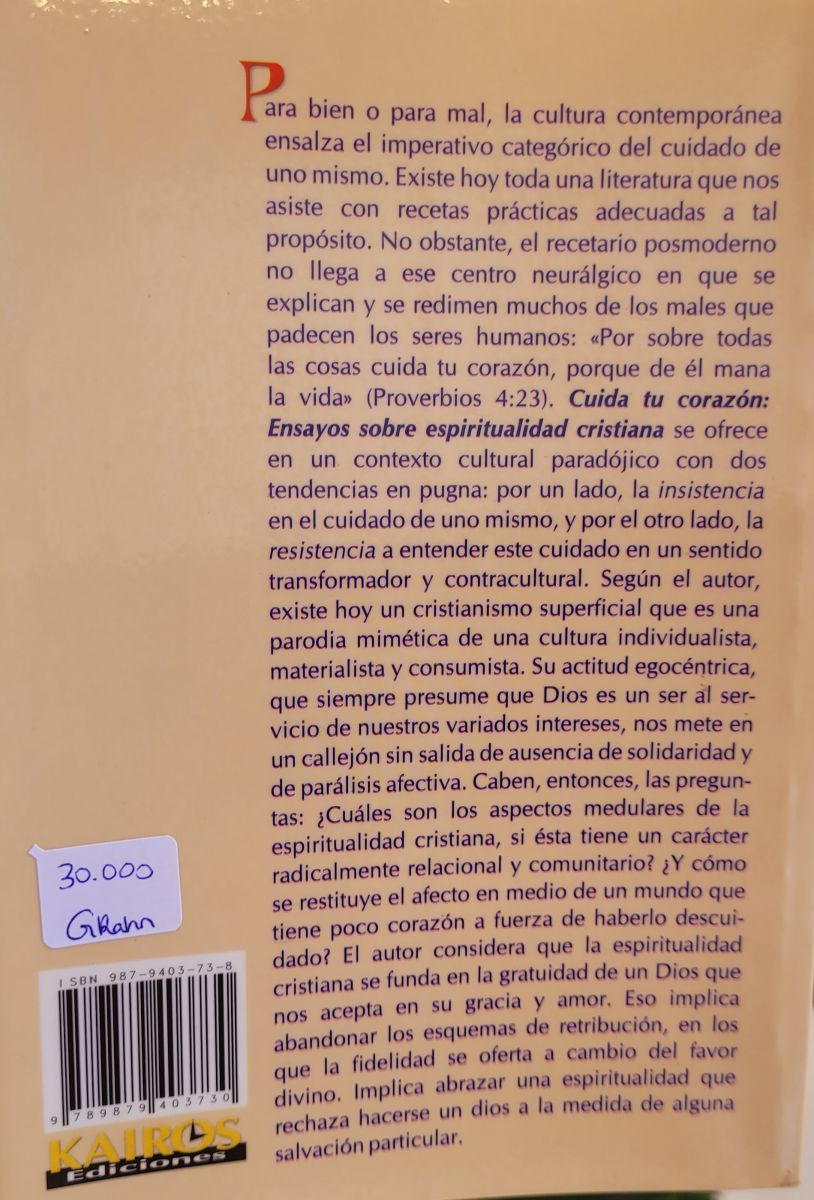 Para bien o para mal, la cultura contemporánea
ensalza el imperativo categórico del cuidado de
uno mismo. Existe hoy toda una literatura que nos
asiste con recetas prácticas adecuadas a tal
propósito. No obstante, el recetario posmoderno
no llega a ese centro neurálgico en que se
explican y se redimen muchos de los males que
padecen los seres humanos: «Por sobre todas
las cosas cuida tu corazón, porque de él mana
la vida» (Proverbios 4:23). Cuida tu corazón:
Ensayos sobre espiritualidad cristiana se ofrece
en un contexto cultural paradójico con dos
tendencias en pugna: por un lado, la insistencia
en el cuidado de uno mismo, y por el otro lado, la
resistencia a entender este cuidado en un sentido
transformador y contracultural. Según el autor,
existe hoy un cristianismo superficial que es una
parodia mimética de una cultura individualista,
materialista y consumista. Su actitud egocéntrica,
que siempre presume que Dios es un ser al ser-
vicio de nuestros variados intereses, nos mete en
un callejón sin salida de ausencia de solidaridad y
de parálisis afectiva. Caben, entonces, las pregun-
tas: ¿Cuáles son los aspectos medulares de la
espiritualidad cristiana, si ésta tiene un carácter
radicalmente relacional y comunitario? ¿Y cómo
se restituye el afecto en medio de un mundo que
tiene poco corazón a fuerza de haberlo descui-
dado? El autor considera que la espiritualidad
cristiana se funda en la gratuidad de un Dios que
nos acepta en su gracia y amor. Eso implica
abandonar los esquemas de retribución, en los
que la fidelidad se oferta a cambio del favor
divino. Implica abrazar una espiritualidad que
rechaza hacerse un dios a la medida de alguna
salvación particular.
30.000
GRahn
ISBN 987-9403-73-8
9 789879 403730
KAIROS
Ediciones